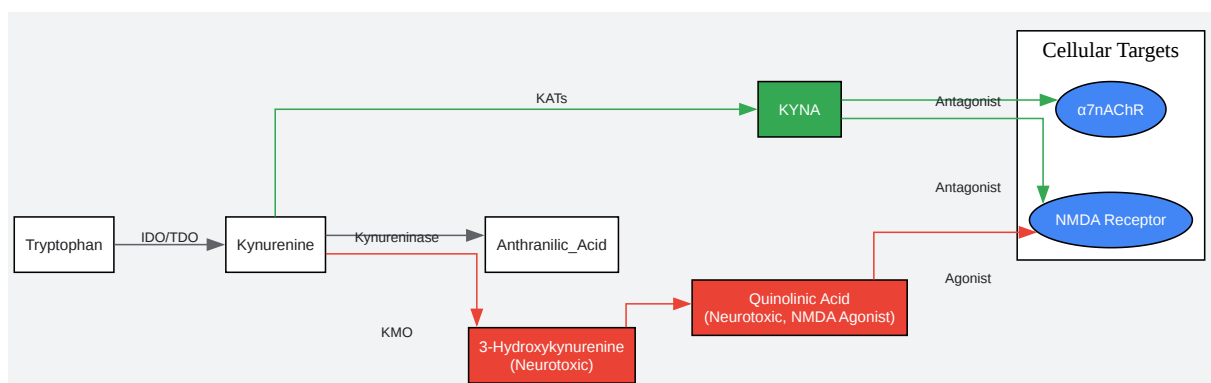 Cellular Targets
KATs
KYNA
Antagonist
α7nAChR
Antagonist
NMDA Receptor
Tryptophan
IDO/TDO
Kynurenine
Kynureninase
Anthranilic_Acid
Agonist
Quinolinic Acid
(Neurotoxic, NMDA Agonist)
KMO
3-Hydroxykynurenine
(Neurotoxic)